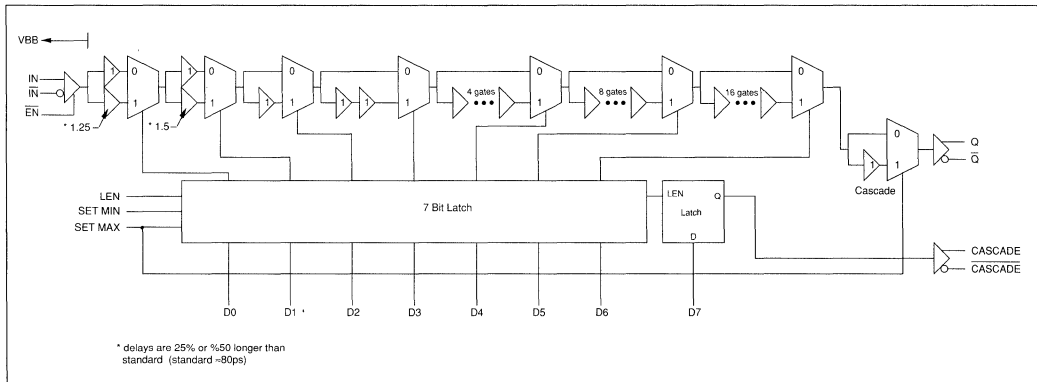 VBB
IN
IN
EN
* 1.25
* 1.5
1
0
1
1
0
1
0
1
1
0
1
1
1
0
4 gates
1
0
8 gates
1
0
16 gates
1
0
1
1
Cascade
Q
Q
LEN
SET MIN
SET MAX
7 Bit Latch
LEN
Q
Latch
D
CASCADE
CASCADE
D0
D1
D2
D3
D4
D5
D6
D7
* delays are 25% or %50 longer than
standard (standard ≈80ps)